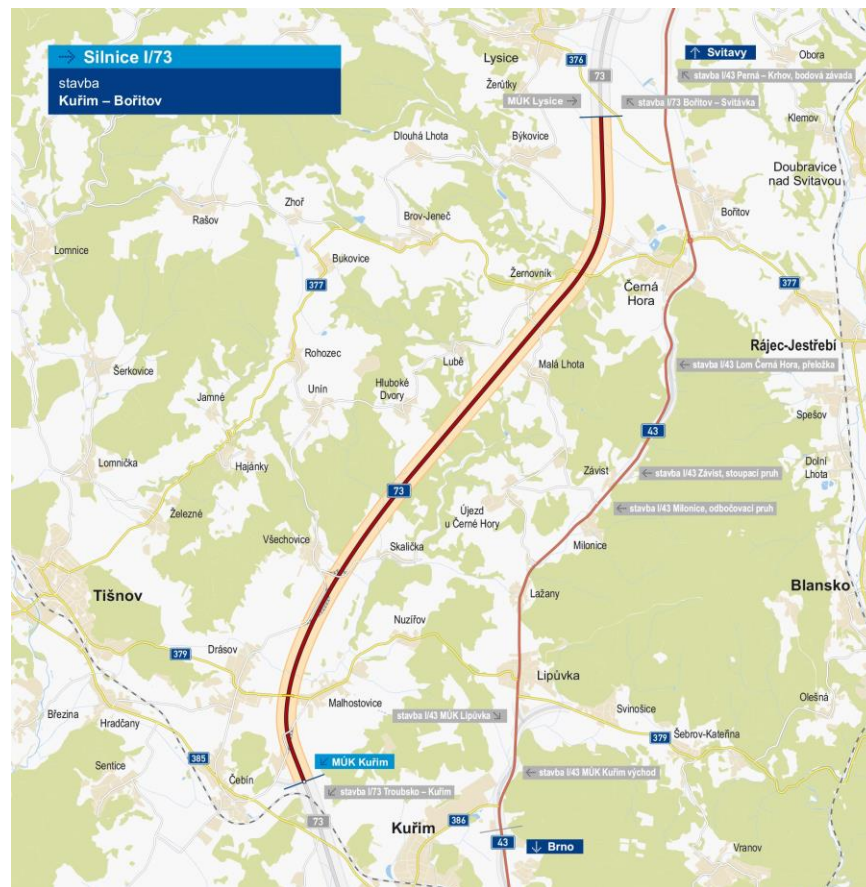 → Silnice I/73
stavba
Kuřim – Bořitov
Lysice
376
73
↑ Svitavy
Obora
Žerůtky
stavba I/43 Perná – Krhov, bodová závada
MÚK Lysice →
stavba I/73 Bořitov – Svitávka
Klemov
Dlouhá Lhota
Býkovice
Doubravice
nad Svitavou
Zhoř
Rašov
Brov-Jeneč
Bořitov
Lomnice
Bukovice
377
Žernovník
Černá
Hora
377
Rájec-Jestřebí
Rohozec
Lubě
Malá Lhota
← stavba I/43 Lom Černá Hora, přeložka
Šerkovice
Unín
Hluboké
Dvory
Jamné
Spešov
43
Lomnička
Hajánky
Závist
← stavba I/43 Závist, stoupací pruh
Dolní
Lhota
73
Železné
Újezd
u Černé Hory
← stavba I/43 Milonice, odbočovací pruh
Všechovice
Skalička
Milonice
Tišnov
Lažany
Blansko
Nuzířov
379
Drásov
Lipůvka
Malhostovice
Olešná
Březina
Hradčany
stavba I/43 MÚK Lipůvka
Svinošice
379
Šebrov-Kateřina
385
MÚK Kuřim
Sentice
Čebín
← stavba I/43 MÚK Kuřim východ
stavba I/73 Troubsko – Kuřim
73
Kuřim
386
43
↓ Brno
Vranov